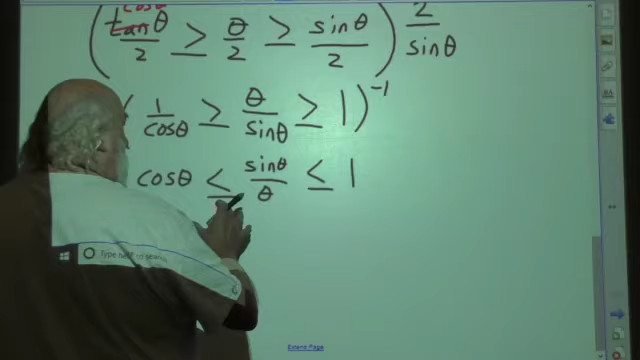 cosθ
( tanθ/2 ≥ θ/2 ≥ sinθ/2 ) 2/sinθ
( 1/cosθ ≥ θ/sinθ ≥ 1 )⁻¹
cosθ ≤ sinθ/θ ≤ 1
Type here to search
Extend Page